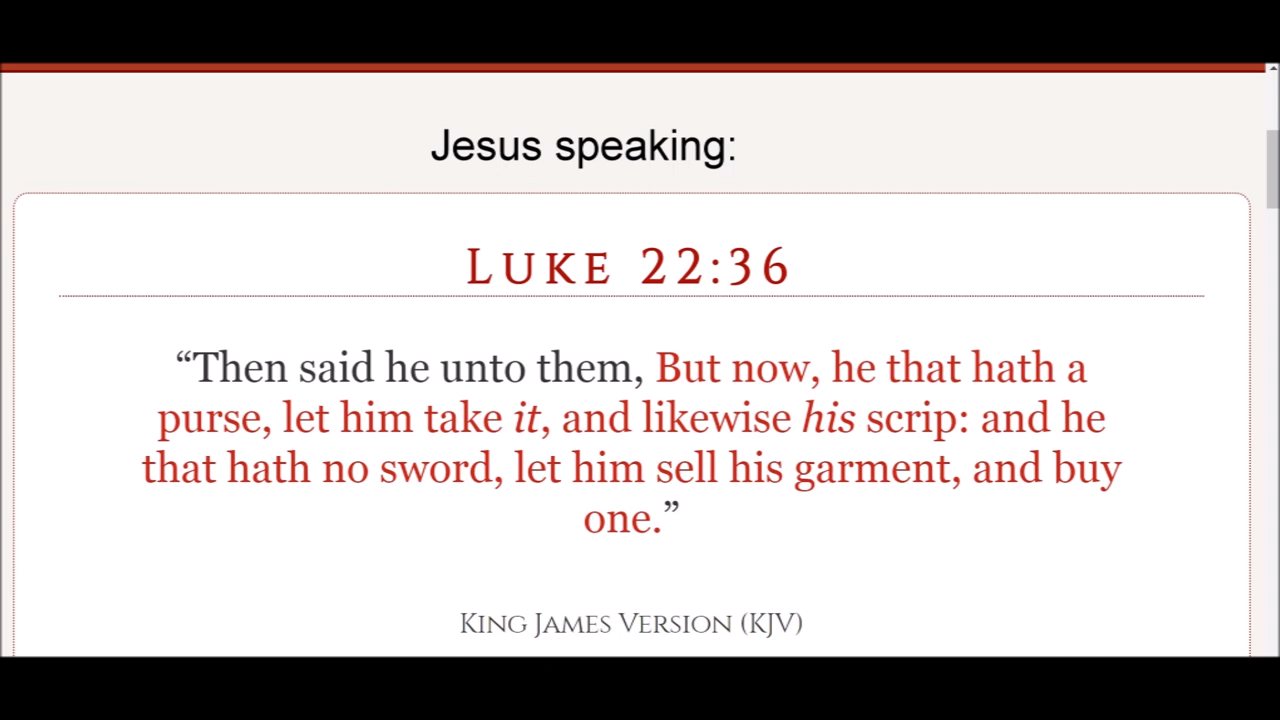 Jesus speaking:
Luke 22:36
“Then said he unto them, But now, he that hath a
purse, let him take it, and likewise his scrip: and he
that hath no sword, let him sell his garment, and buy
one.”
King James Version (KJV)